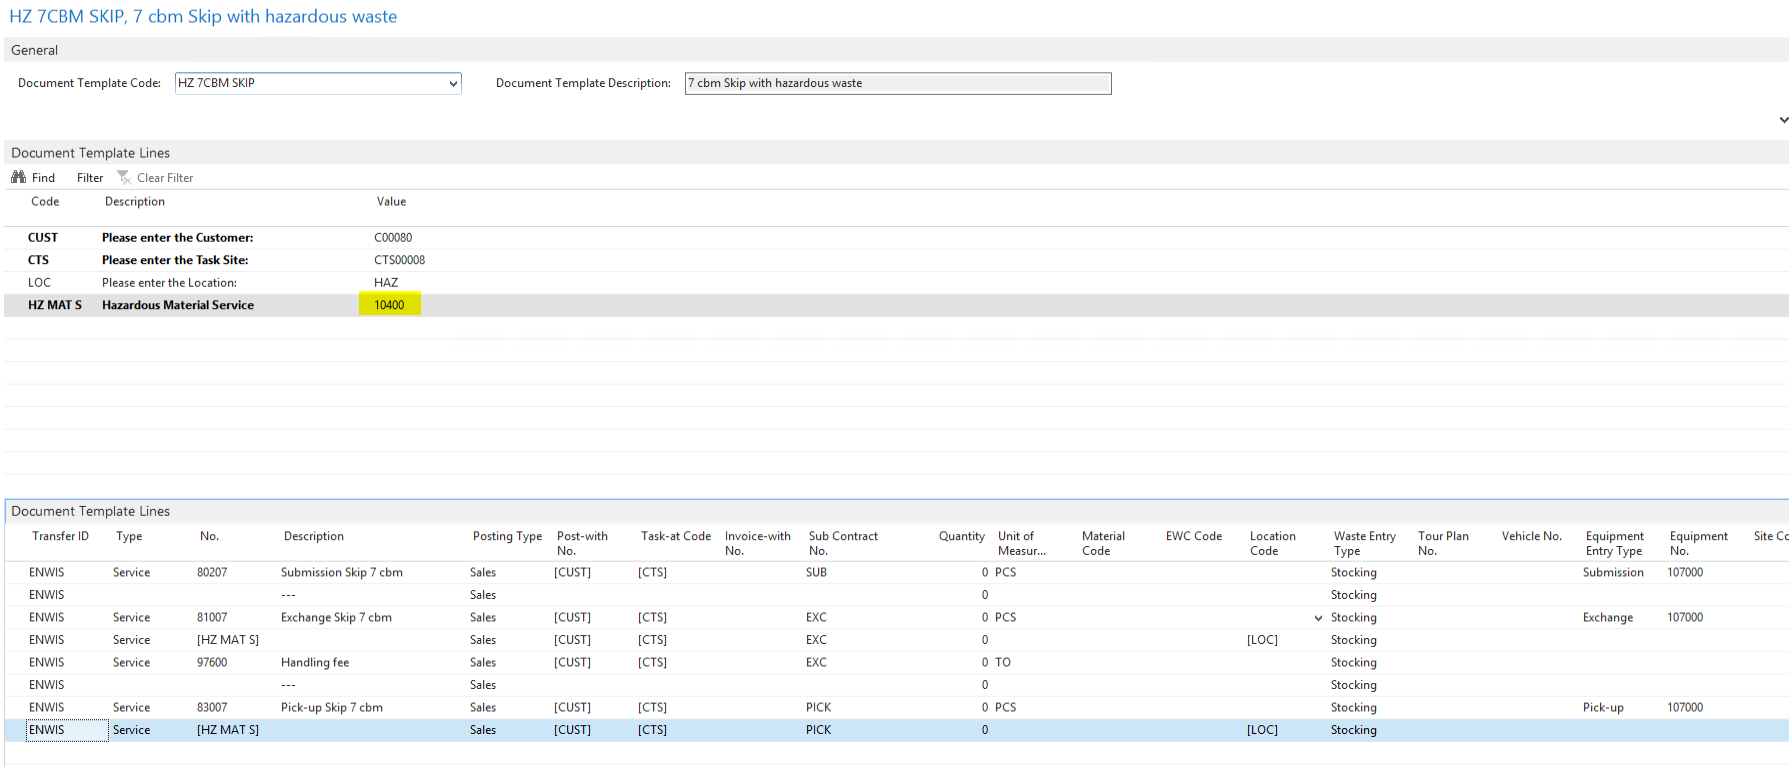 HZ 7CBM SKIP, 7 cbm Skip with hazardous waste
General
Document Template Code: HZ 7CBM SKIP Document Template Description: 7 cbm Skip with hazardous waste
Document Template Lines
Find Filter Clear Filter
Code Description Value
CUST Please enter the Customer: C00080
CTS Please enter the Task Site: CTS00008
LOC Please enter the Location: HAZ
HZ MAT S Hazardous Material Service 10400
Document Template Lines
Transfer ID Type No. Description Posting Type Post-with No. Task-at Code Invoice-with No. Sub Contract No. Quantity Unit of Measur... Material Code EWC Code Location Code Waste Entry Type Tour Plan No. Vehicle No. Equipment Entry Type Equipment No. Site Co
ENWIS Service 80207 Submission Skip 7 cbm Sales [CUST] [CTS] SUB 0 PCS Stocking Submission 107000
ENWIS --- Sales 0 Stocking
ENWIS Service 81007 Exchange Skip 7 cbm Sales [CUST] [CTS] EXC 0 PCS Stocking Exchange 107000
ENWIS Service [HZ MAT S] Sales [CUST] [CTS] EXC 0 [LOC] Stocking
ENWIS Service 97600 Handling fee Sales [CUST] [CTS] EXC 0 TO Stocking
ENWIS --- Sales 0 Stocking
ENWIS Service 83007 Pick-up Skip 7 cbm Sales [CUST] [CTS] PICK 0 PCS Stocking Pick-up 107000
ENWIS Service [HZ MAT S] Sales [CUST] [CTS] PICK 0 [LOC] Stocking